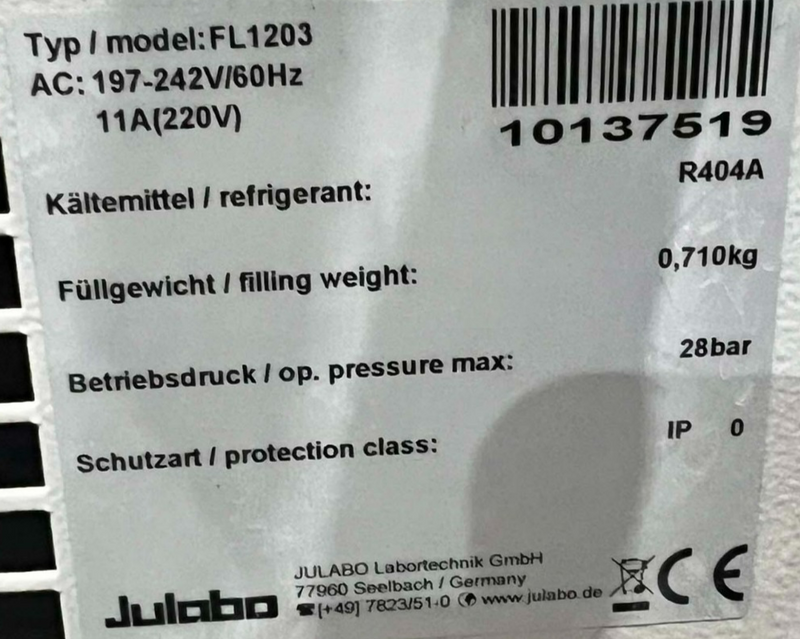 Typ / model: FL1203
AC: 197-242V/60Hz
11A(220V)
10137519
Kältemittel / refrigerant: R404A
Füllgewicht / filling weight: 0,710kg
Betriebsdruck / op. pressure max: 28bar
Schutzart / protection class: IP 0
Julabo
JULABO Labortechnik GmbH
77960 Seelbach / Germany
☎ [+49] 7823/51-0 ✆ www.julabo.de
CE